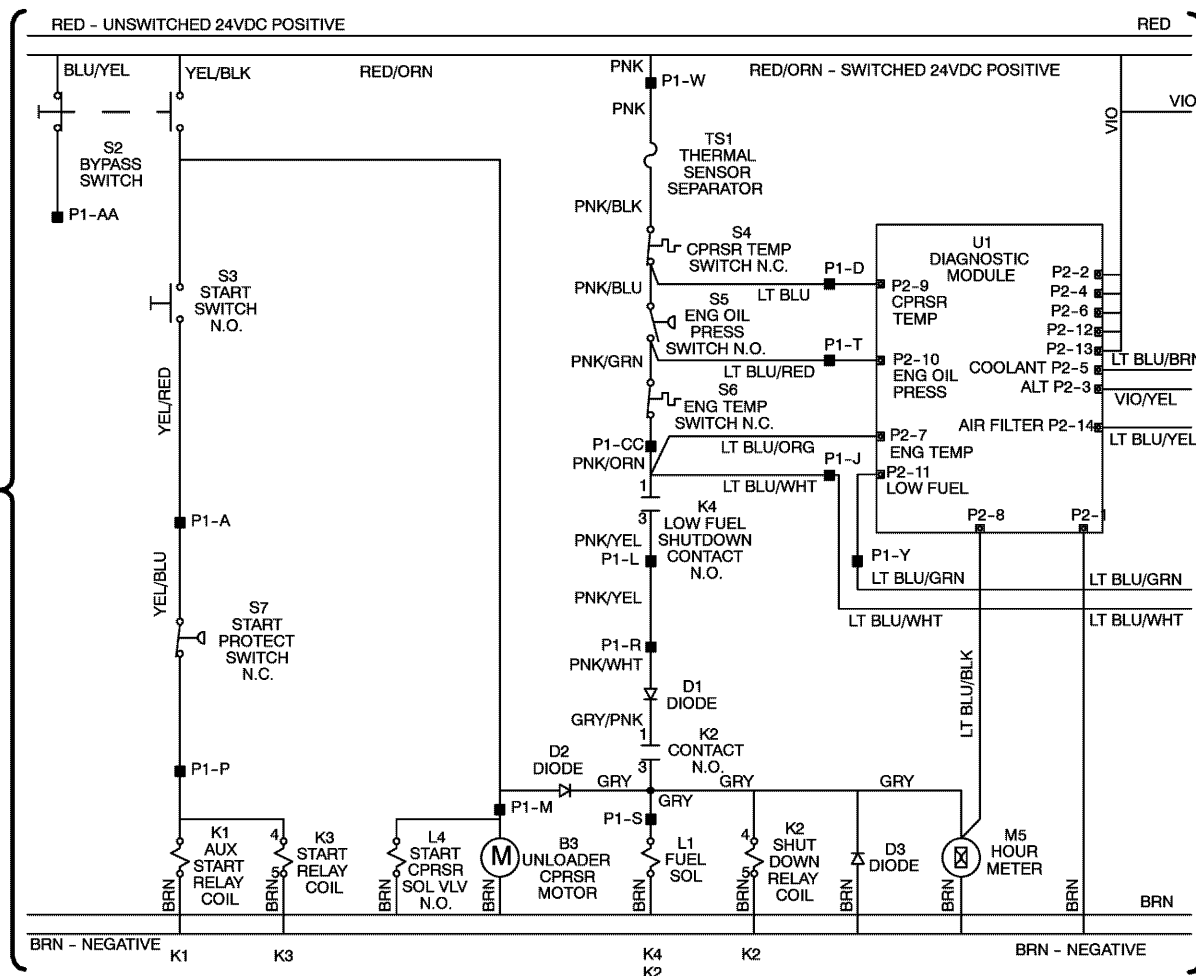 RED – UNSWITCHED 24VDC POSITIVE
RED
BLU/YEL
YEL/BLK
RED/ORN
PNK
RED/ORN – SWITCHED 24VDC POSITIVE
P1–W
PNK
VIO
VIO
S2
BYPASS
SWITCH
P1–AA
TS1
THERMAL
SENSOR
SEPARATOR
PNK/BLK
S4
CPRSR TEMP
SWITCH N.C.
PNK/BLU
LT BLU
P1–D
U1
DIAGNOSTIC
MODULE
P2–9
CPRSR
TEMP
P2–2
P2–4
P2–6
P2–12
P2–13
LT BLU/BRN
COOLANT P2–5
ALT P2–3
VIO/YEL
AIR FILTER P2–14
LT BLU/YEL
S3
START
SWITCH
N.O.
S5
ENG OIL
PRESS
SWITCH N.O.
P1–T
PNK/GRN
LT BLU/RED
P2–10
ENG OIL
PRESS
YEL/RED
S6
ENG TEMP
SWITCH N.C.
P1–CC
LT BLU/ORG
P2–7
ENG TEMP
PNK/ORN
P1–J
LT BLU/WHT
P2–11
LOW FUEL
1
3
K4
LOW FUEL
SHUTDOWN
CONTACT
N.O.
P2–8
P2–1
P1–A
PNK/YEL
P1–L
P1–Y
LT BLU/GRN
LT BLU/GRN
YEL/BLU
PNK/YEL
LT BLU/WHT
LT BLU/WHT
S7
START
PROTECT
SWITCH
N.C.
P1–R
PNK/WHT
LT BLU/BLK
D1
DIODE
GRY/PNK
1
3
K2
CONTACT
N.O.
P1–P
D2
DIODE
GRY
GRY
GRY
GRY
P1–M
P1–S
K1
AUX
START
RELAY
COIL
4
5
K3
START
RELAY
COIL
L4
START
CPRSR
SOL VLV
N.O.
M
B3
UNLOADER
CPRSR
MOTOR
L1
FUEL
SOL
4
5
K2
SHUT
DOWN
RELAY
COIL
D3
DIODE
M5
HOUR
METER
BRN
BRN
BRN
BRN
BRN
BRN
BRN
BRN
BRN
BRN
BRN – NEGATIVE
BRN – NEGATIVE
K1
K3
K4
K2
K2